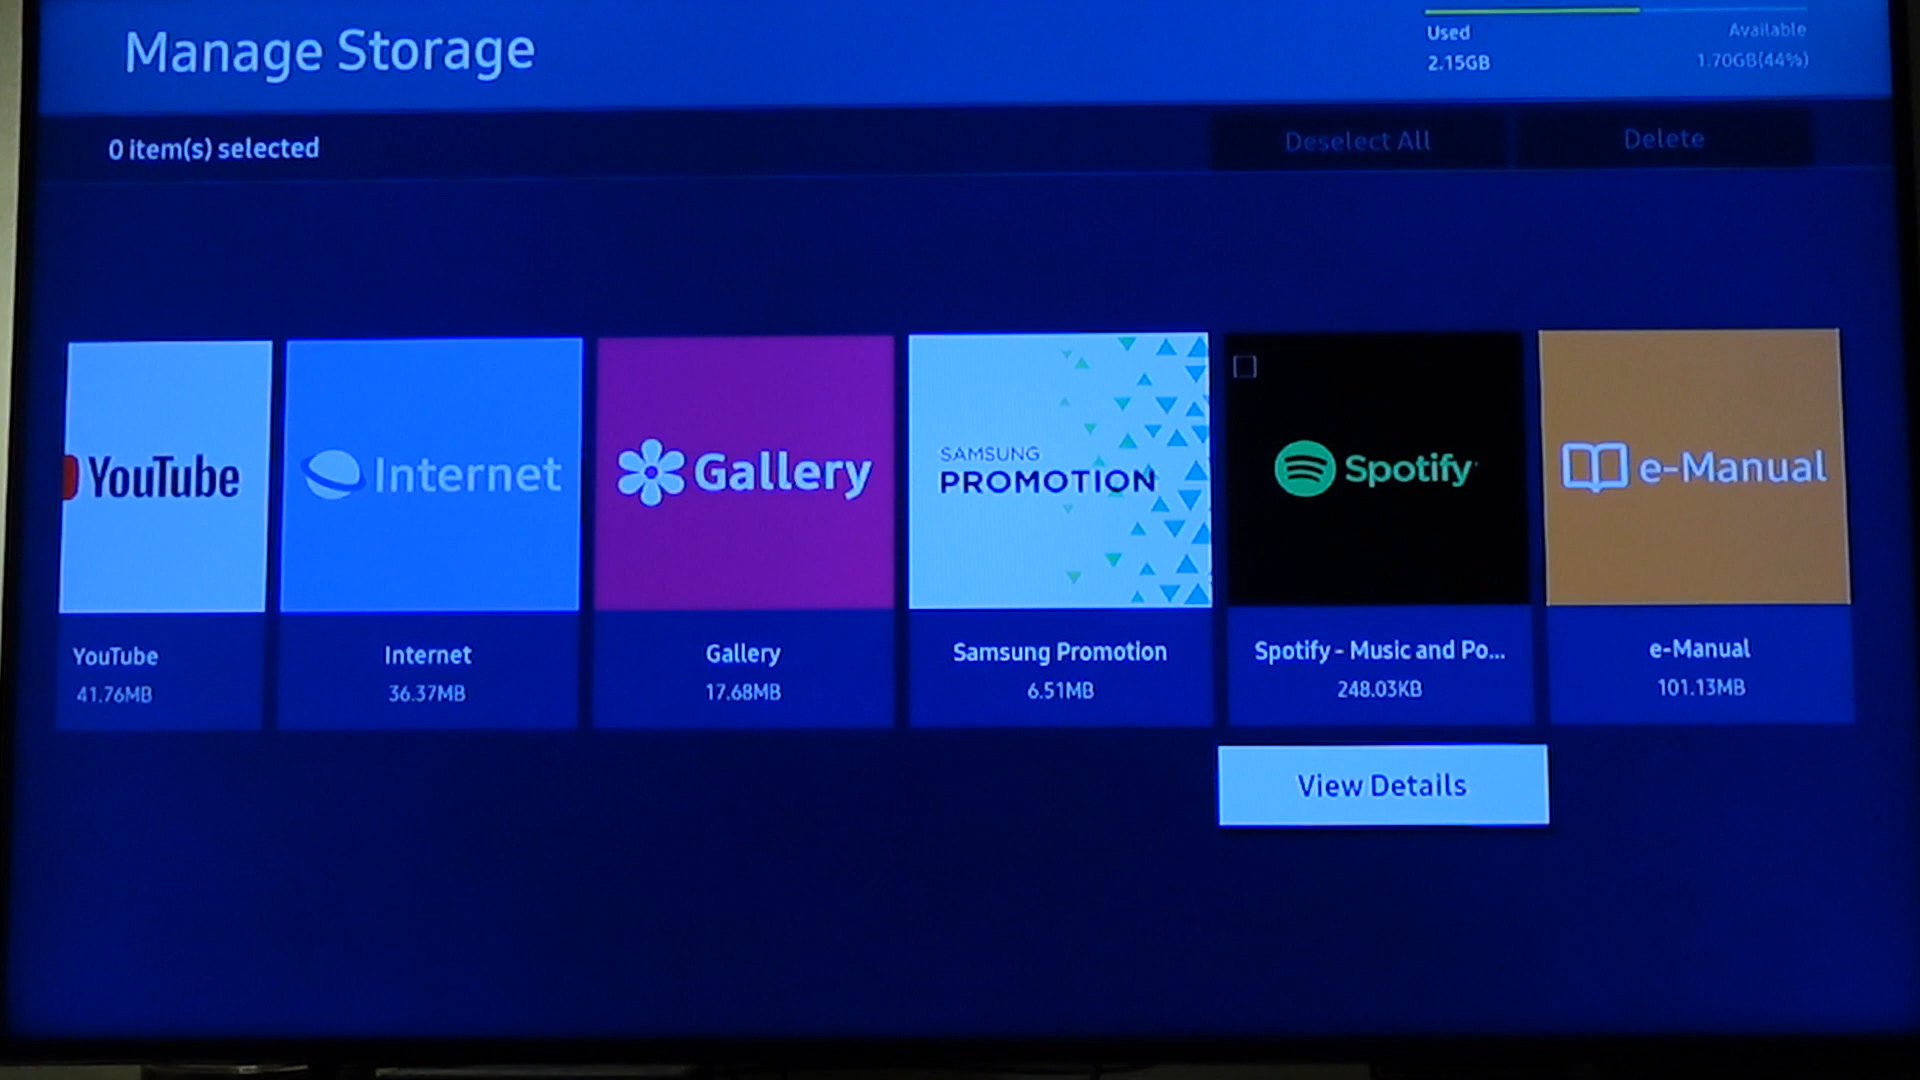 Manage Storage
Used
2.15GB
Available
1.70GB(44%)
0 item(s) selected
Deselect All
Delete
YouTube
Internet
Gallery
SAMSUNG
PROMOTION
Spotify
e-Manual
YouTube
41.76MB
Internet
36.37MB
Gallery
17.68MB
Samsung Promotion
6.51MB
Spotify - Music and Po...
248.03KB
e-Manual
101.13MB
View Details